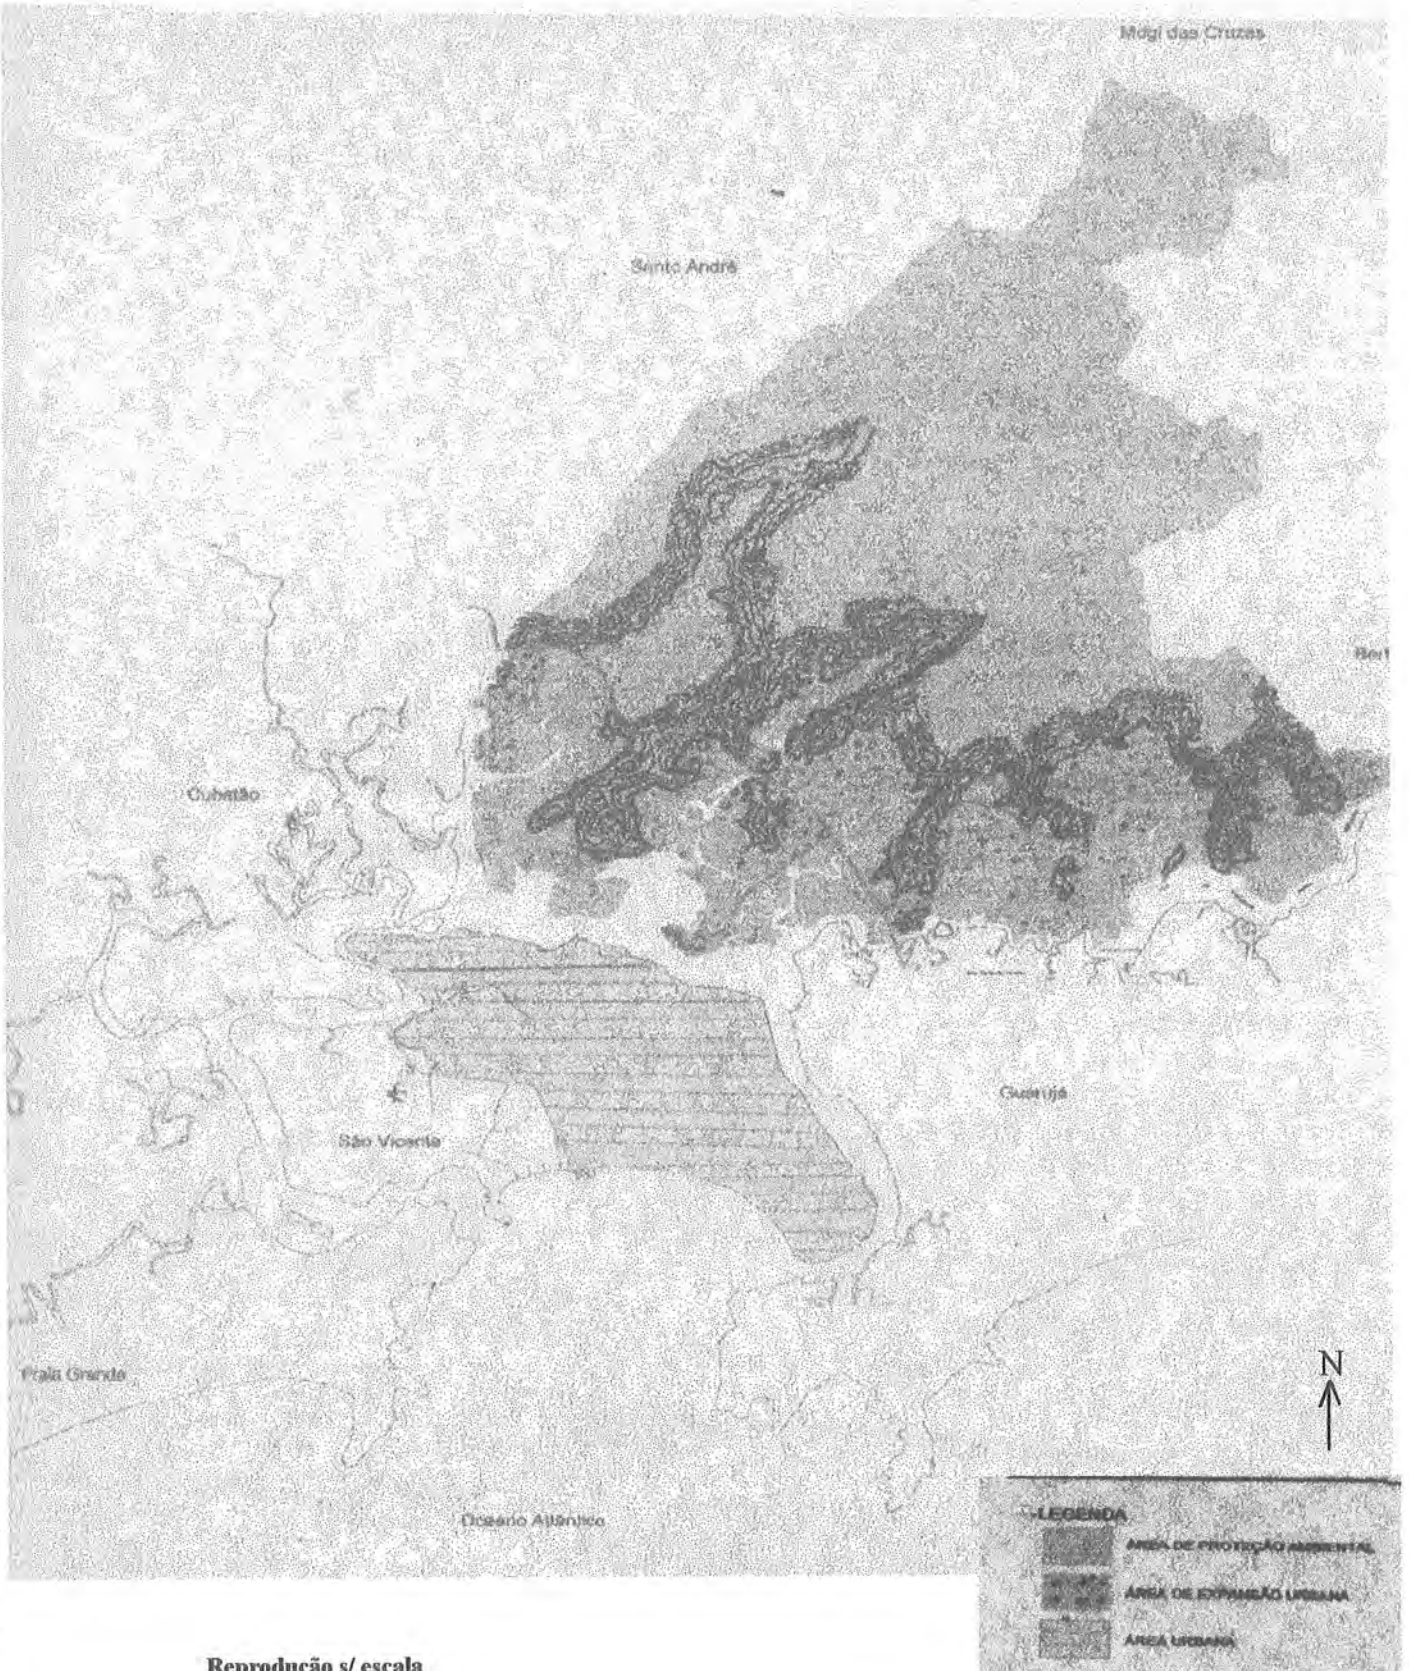 Mogi das Cruzes
Santo André
Bert
Cubatão
Guarujá
São Vicente
Praia Grande
N
Oceano Atlântico
LEGENDA
ÁREA DE PROTEÇÃO AMBIENTAL
ÁREA DE EXPANSÃO URBANA
ÁREA URBANA
Reprodução s/ escala